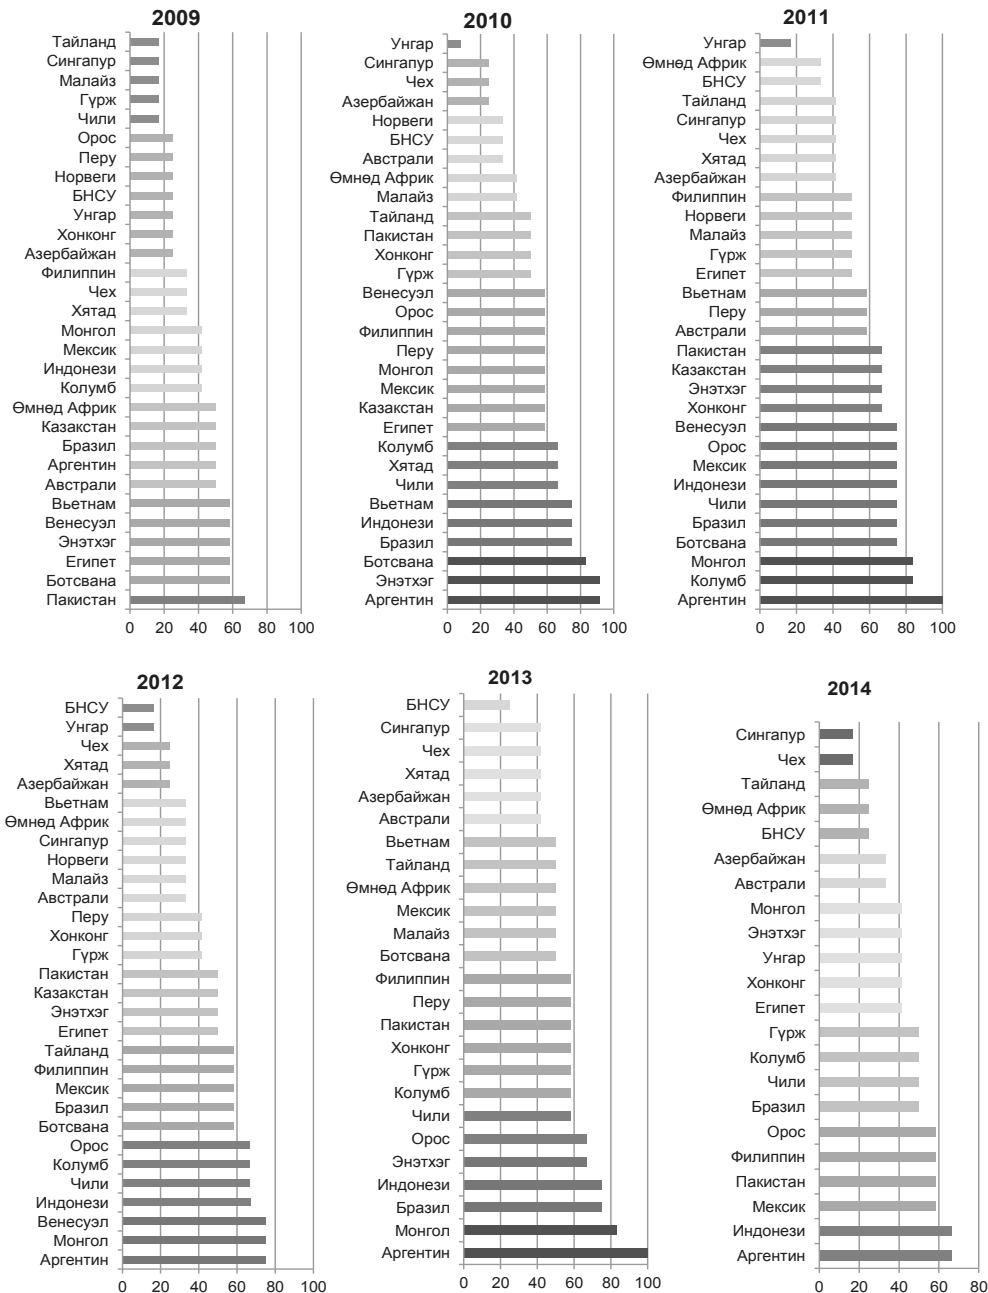 2009
Тайланд
Сингапур
Малайз
Гүрж
Чили
Орос
Перу
Норвеги
БНСУ
Унгар
Хонконг
Азербайжан
Филиппин
Чех
Хятад
Монгол
Мексик
Индонези
Колумб
Өмнөд Африк
Казакстан
Бразил
Аргентин
Австрали
Вьетнам
Венесуэл
Энэтхэг
Египет
Ботсвана
Пакистан
0 20 40 60 80 100
2010
Унгар
Сингапур
Чех
Азербайжан
Норвеги
БНСУ
Австрали
Өмнөд Африк
Малайз
Тайланд
Пакистан
Хонконг
Гүрж
Венесуэл
Орос
Филиппин
Перу
Монгол
Мексик
Казакстан
Египет
Колумб
Хятад
Чили
Вьетнам
Индонези
Бразил
Ботсвана
Энэтхэг
Аргентин
0 20 40 60 80 100
2011
Унгар
Өмнөд Африк
БНСУ
Тайланд
Сингапур
Чех
Хятад
Азербайжан
Филиппин
Норвеги
Малайз
Гүрж
Египет
Вьетнам
Перу
Австрали
Пакистан
Казакстан
Энэтхэг
Хонконг
Венесуэл
Орос
Мексик
Индонези
Чили
Бразил
Ботсвана
Монгол
Колумб
Аргентин
0 20 40 60 80 100
2012
БНСУ
Унгар
Чех
Хятад
Азербайжан
Вьетнам
Өмнөд Африк
Сингапур
Норвеги
Малайз
Австрали
Перу
Хонконг
Гүрж
Пакистан
Казакстан
Энэтхэг
Египет
Тайланд
Филиппин
Мексик
Бразил
Ботсвана
Орос
Колумб
Чили
Индонези
Венесуэл
Монгол
Аргентин
0 20 40 60 80 100
2013
БНСУ
Сингапур
Чех
Хятад
Азербайжан
Австрали
Вьетнам
Тайланд
Өмнөд Африк
Мексик
Малайз
Ботсвана
Филиппин
Перу
Пакистан
Хонконг
Гүрж
Колумб
Чили
Орос
Энэтхэг
Индонези
Бразил
Монгол
Аргентин
0 20 40 60 80 100
2014
Сингапур
Чех
Тайланд
Өмнөд Африк
БНСУ
Азербайжан
Австрали
Монгол
Энэтхэг
Унгар
Хонконг
Египет
Гүрж
Колумб
Чили
Бразил
Орос
Филиппин
Пакистан
Мексик
Индонези
Аргентин
0 20 40 60 80